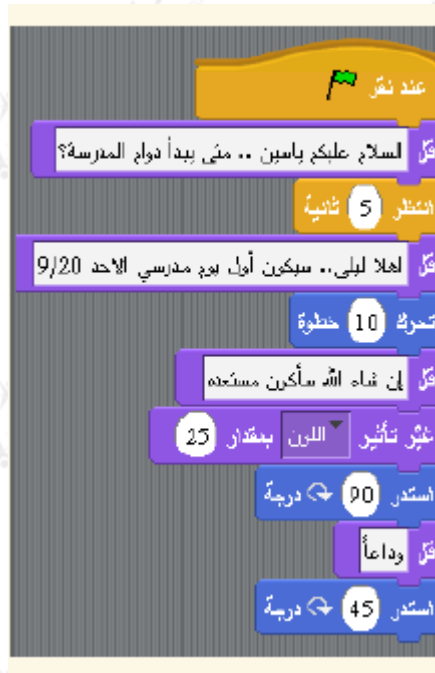 عند نقر
قل السلام عليكم ياسين .. متى يبدأ دوام المدرسة؟
انتظر 5 ثانية
قل اهلا ليلى.. سيكون أول يوم مدرسي الاحد 9/20
تحرك 10 خطوة
قل إن شاء الله سأكون مستعده
غيّر تأثير اللون بمقدار 25
استدر 90 درجة
قل وداعاً
استدر 45 درجة